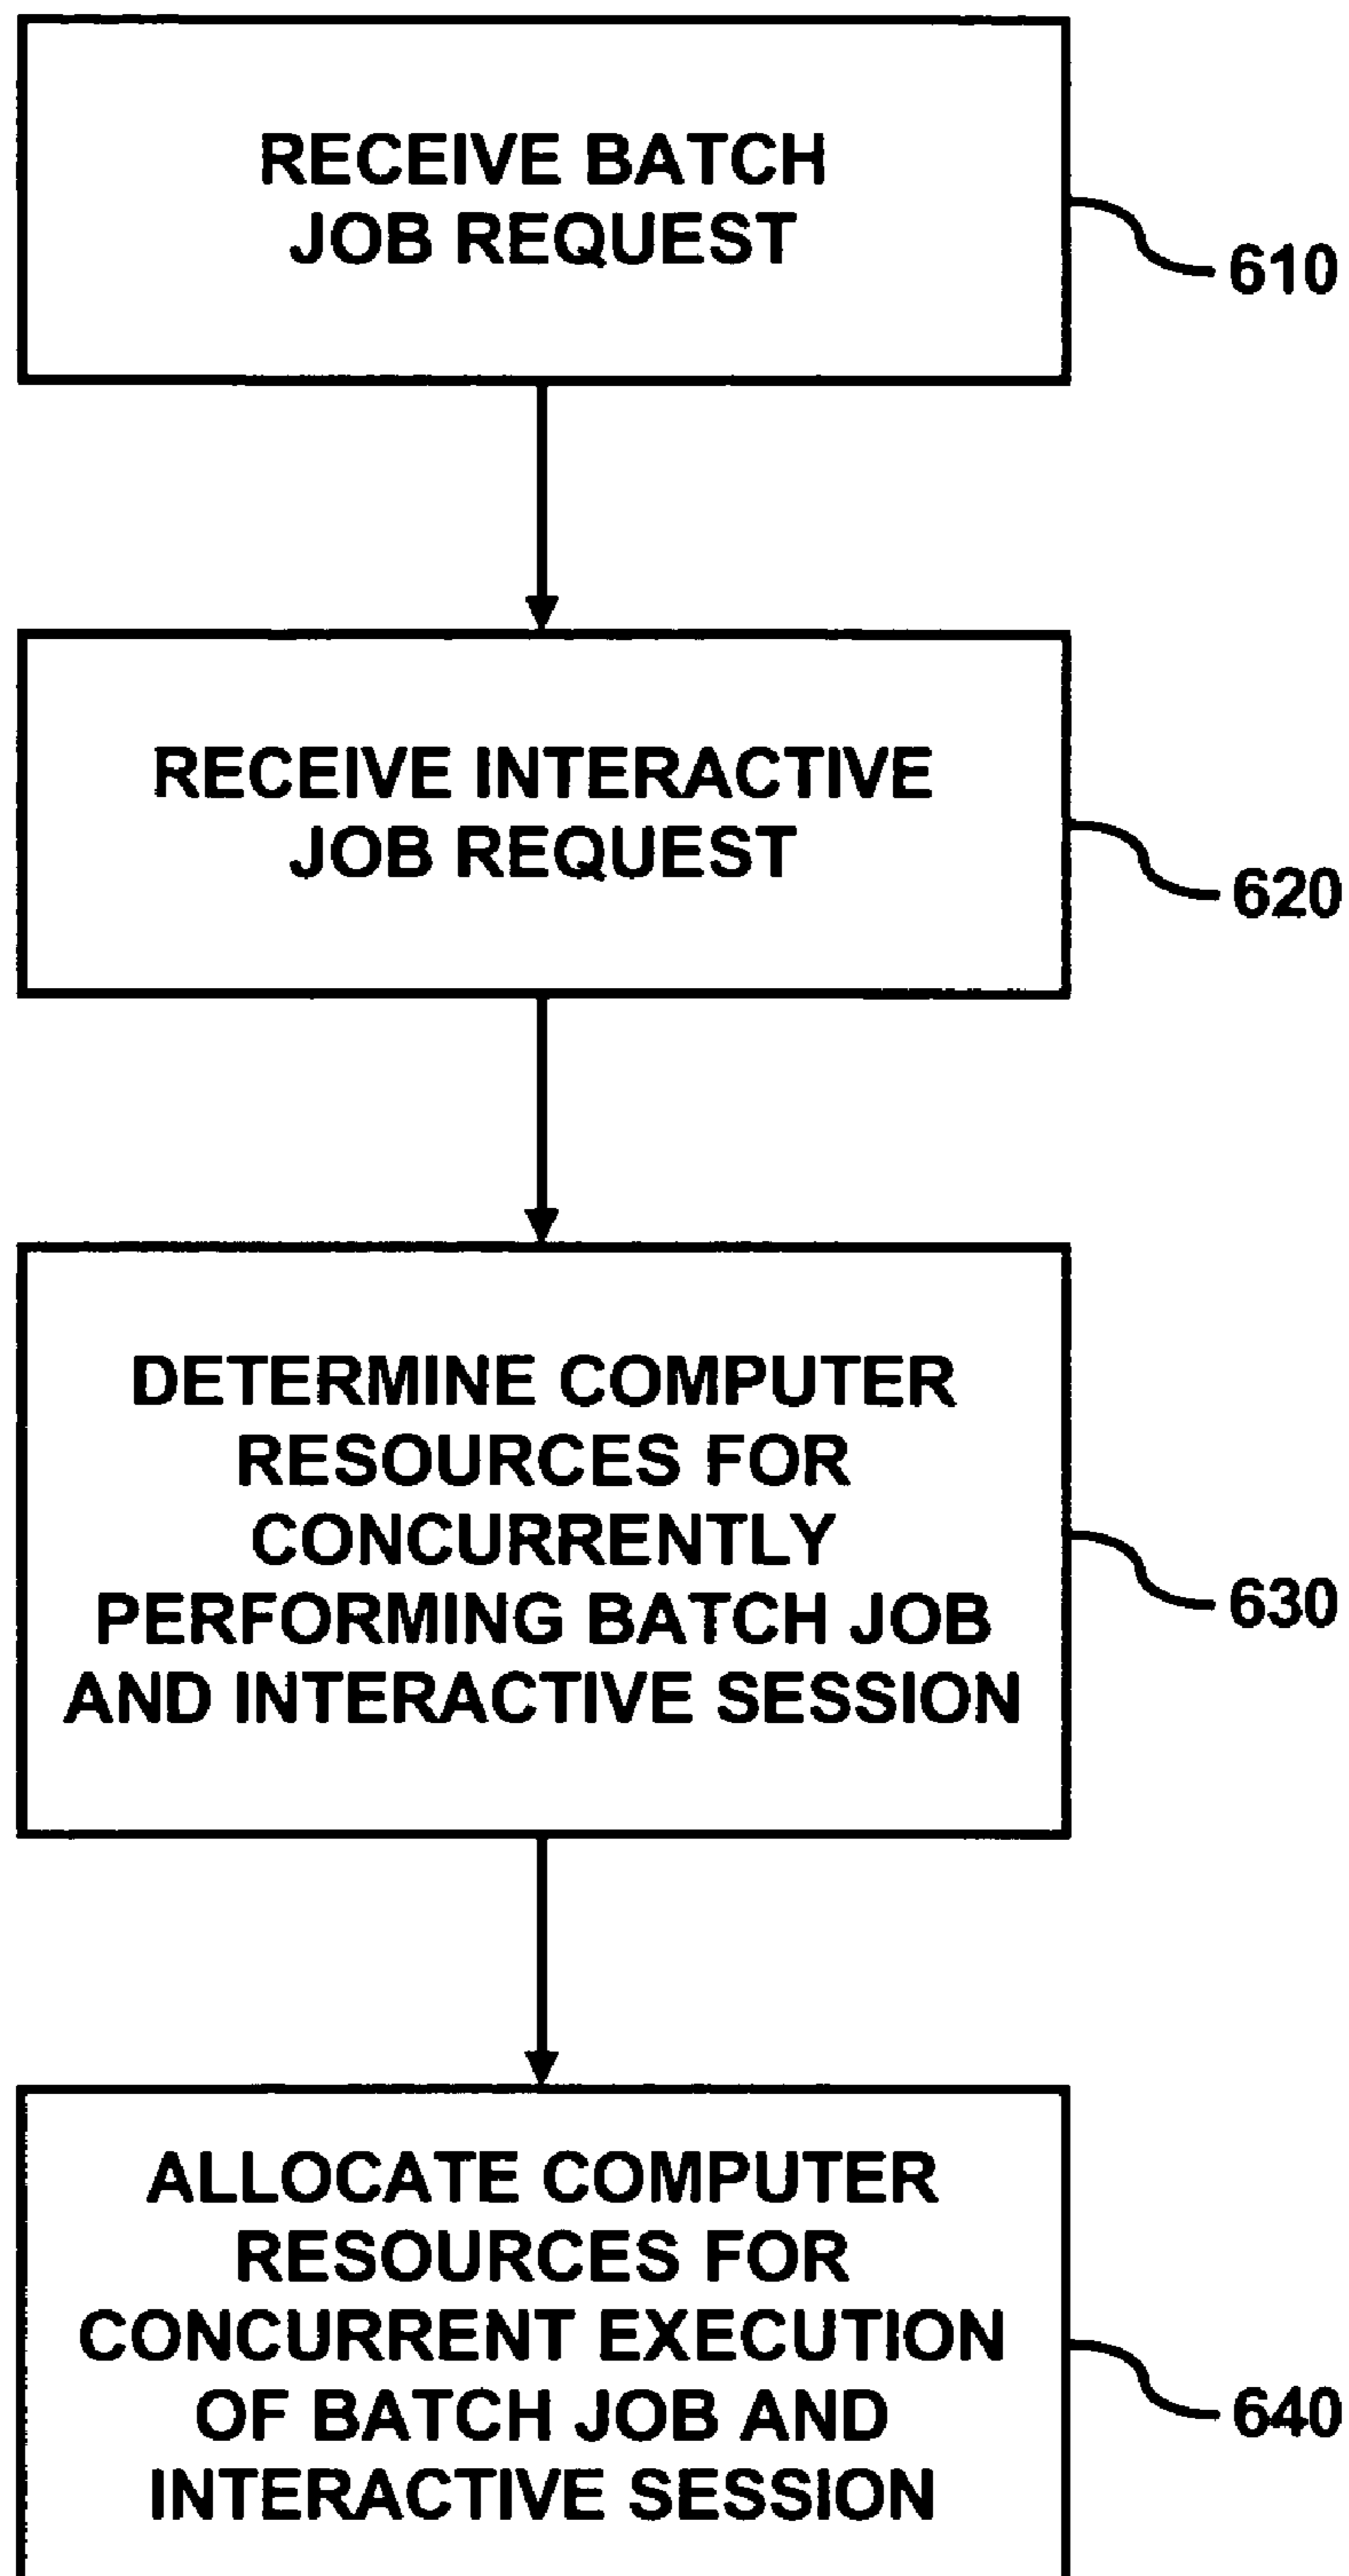 RECEIVE BATCH
JOB REQUEST
610
RECEIVE INTERACTIVE
JOB REQUEST
620
DETERMINE COMPUTER
RESOURCES FOR
CONCURRENTLY
PERFORMING BATCH JOB
AND INTERACTIVE SESSION
630
ALLOCATE COMPUTER
RESOURCES FOR
CONCURRENT EXECUTION
OF BATCH JOB AND
INTERACTIVE SESSION
640